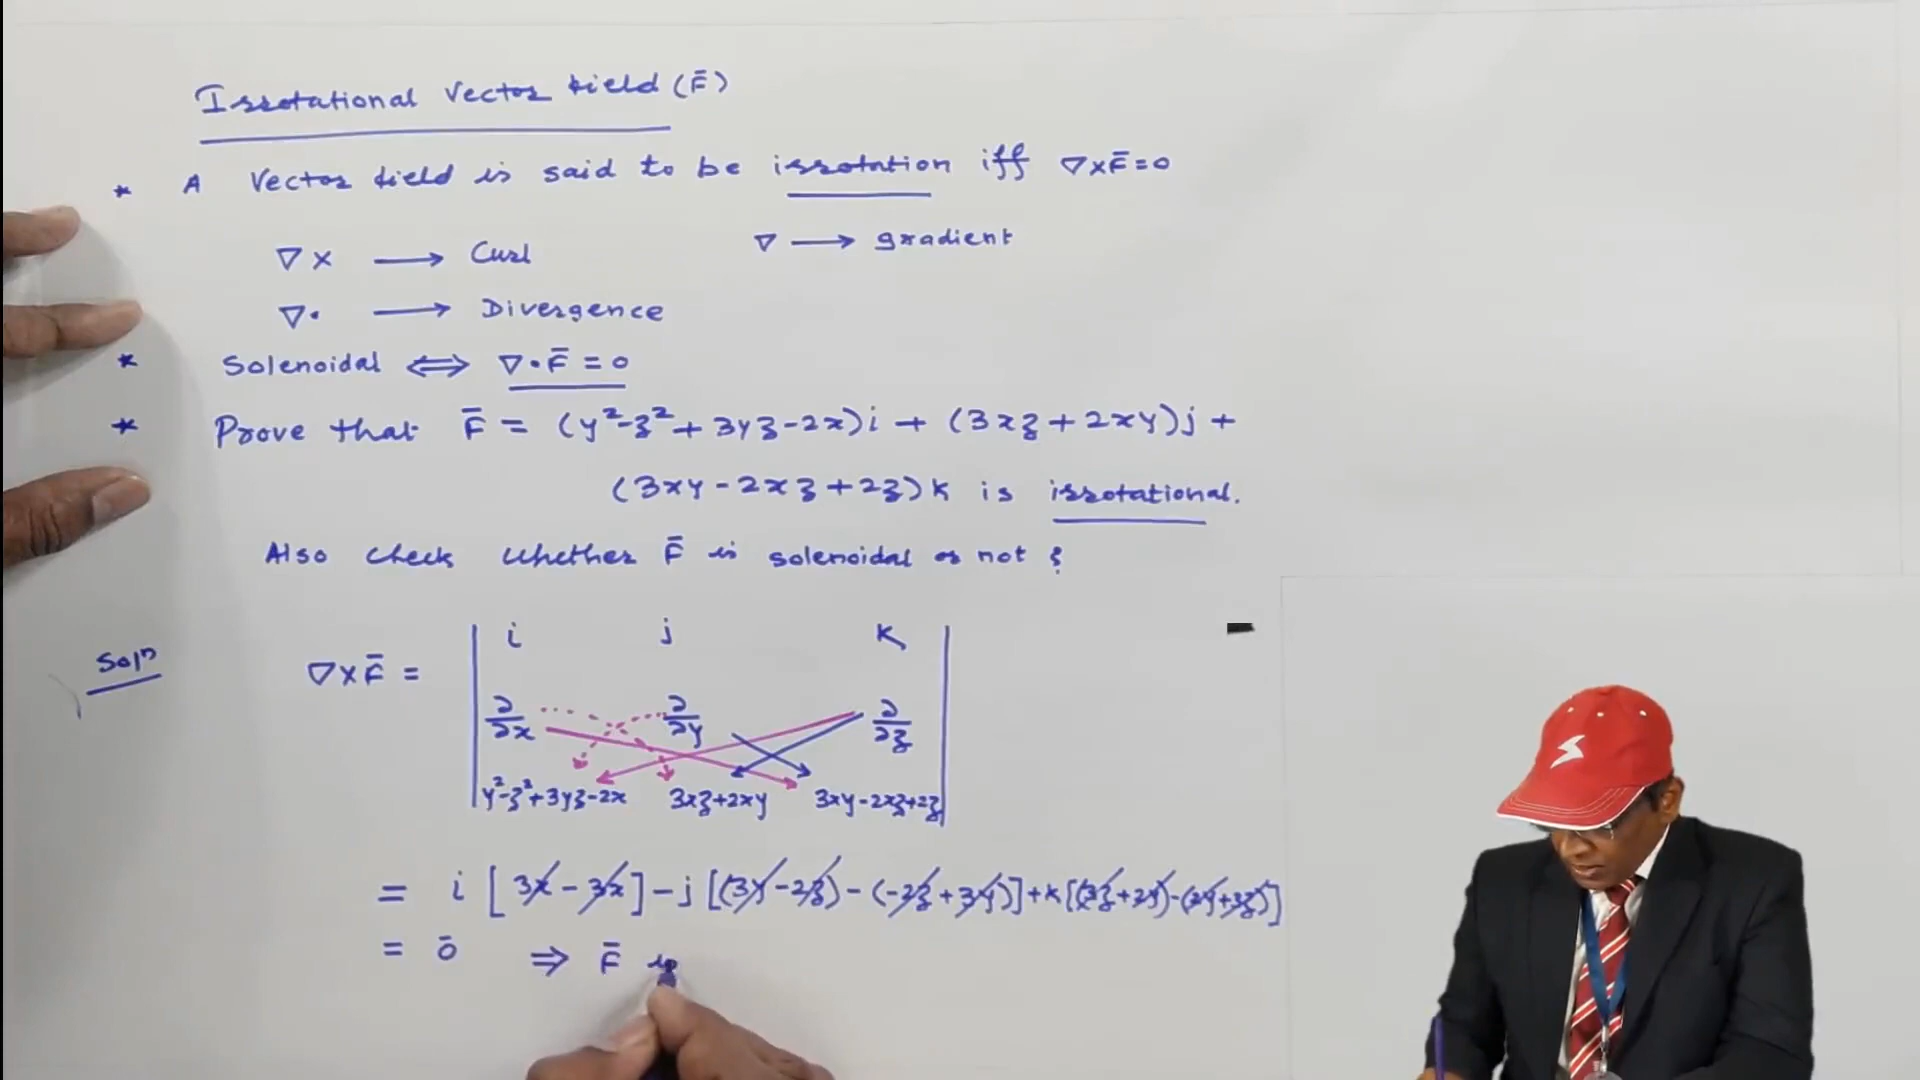 Irrotational Vector field (F̄)
* A Vector field is said to be irrotation iff ∇×F̄=0
∇× ⟶ Curl
∇ ⟶ gradient
∇• ⟶ Divergence
* Solenoidal ⟺ ∇•F̄ = 0
* Prove that F̄ = (y²-z²+3yz-2x)i + (3xz+2xy)j +
(3xy-2xz+2z)k is irrotational.
Also check whether F̄ is solenoidal or not ?
Solⁿ
∇×F̄ =
i j k
∂/∂x ∂/∂y ∂/∂z
y²-z²+3yz-2x 3xz+2xy 3xy-2xz+2z
= i [3x-3x]-j[(3y-2z)-(-2z+3y)]+k[(3z+2y)-(2y+3z)]
= ō ⇒ F̄ is